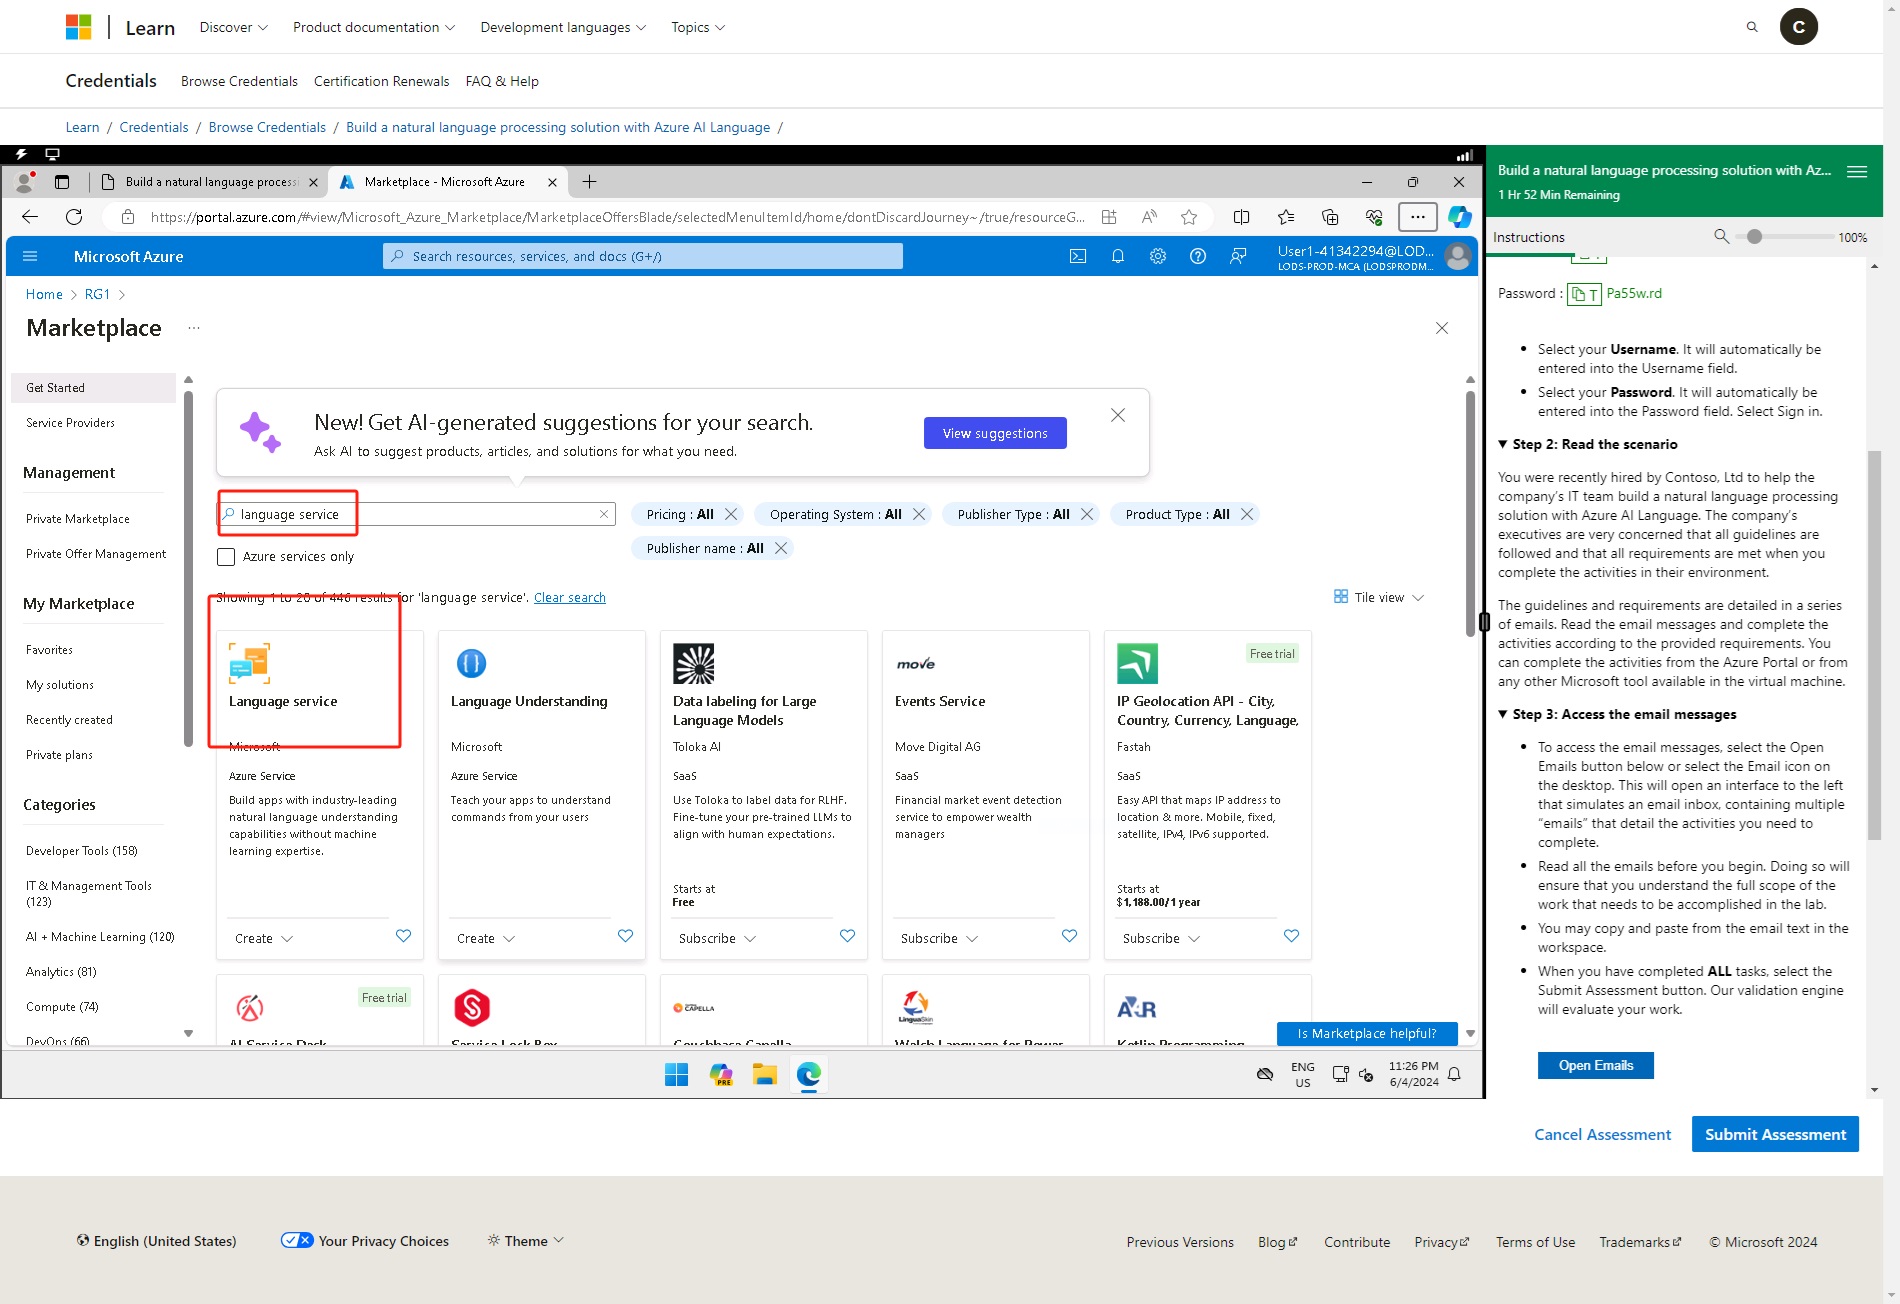 Learn
Discover
Product documentation
Development languages
Topics
C
Credentials
Browse Credentials
Certification Renewals
FAQ & Help
Learn / Credentials / Browse Credentials / Build a natural language processing solution with Azure AI Language /
Build a natural language processi
Marketplace - Microsoft Azure
https://portal.azure.com/#view/Microsoft_Azure_Marketplace/MarketplaceOffersBlade/selectedMenuItemId/home/dontDiscardJourney~/true/resourceG...
Microsoft Azure
Search resources, services, and docs (G+/)
User1-41342294@LOD...
LODS-PROD-MCA (LODSPRODM...
Home > RG1 >
Marketplace ...
Get Started
Service Providers
Management
Private Marketplace
Private Offer Management
My Marketplace
Favorites
My solutions
Recently created
Private plans
Categories
Developer Tools (158)
IT & Management Tools
(123)
AI + Machine Learning (120)
Analytics (81)
Compute (74)
DevOps (66)
New! Get AI-generated suggestions for your search.
Ask AI to suggest products, articles, and solutions for what you need.
View suggestions
language service
Pricing : All
Operating System : All
Publisher Type : All
Product Type : All
Publisher name : All
Azure services only
Showing 1 to 20 of 446 results for 'language service'. Clear search
Tile view
Language service
Microsoft
Azure Service
Build apps with industry-leading
natural language understanding
capabilities without machine
learning expertise.
Create
Language Understanding
Microsoft
Azure Service
Teach your apps to understand
commands from your users
Create
Data labeling for Large
Language Models
Toloka AI
SaaS
Use Toloka to label data for RLHF.
Fine-tune your pre-trained LLMs to
align with human expectations.
Starts at
Free
Subscribe
move
Events Service
Move Digital AG
SaaS
Financial market event detection
service to empower wealth
managers
Subscribe
Free trial
IP Geolocation API - City,
Country, Currency, Language,
Fastah
SaaS
Easy API that maps IP address to
location & more. Mobile, fixed,
satellite, IPv4, IPv6 supported.
Starts at
$1,188.00/1 year
Subscribe
Free trial
AI Service Desk
Service Lock Box
CAPELLA
Couchbase Capella
LinguaSkin
Welch Language for Power
Kotlin Programming
Is Marketplace helpful?
PRE
ENG
US
11:26 PM
6/4/2024
Build a natural language processing solution with Az...
1 Hr 52 Min Remaining
Instructions
100%
Password : T Pa55w.rd
• Select your Username. It will automatically be
entered into the Username field.
• Select your Password. It will automatically be
entered into the Password field. Select Sign in.
▼ Step 2: Read the scenario
You were recently hired by Contoso, Ltd to help the
company's IT team build a natural language processing
solution with Azure AI Language. The company's
executives are very concerned that all guidelines are
followed and that all requirements are met when you
complete the activities in their environment.
The guidelines and requirements are detailed in a series
of emails. Read the email messages and complete the
activities according to the provided requirements. You
can complete the activities from the Azure Portal or from
any other Microsoft tool available in the virtual machine.
▼ Step 3: Access the email messages
• To access the email messages, select the Open
Emails button below or select the Email icon on
the desktop. This will open an interface to the left
that simulates an email inbox, containing multiple
“emails” that detail the activities you need to
complete.
• Read all the emails before you begin. Doing so will
ensure that you understand the full scope of the
work that needs to be accomplished in the lab.
• You may copy and paste from the email text in the
workspace.
• When you have completed ALL tasks, select the
Submit Assessment button. Our validation engine
will evaluate your work.
Open Emails
Cancel Assessment
Submit Assessment
English (United States)
Your Privacy Choices
Theme
Previous Versions
Blog
Contribute
Privacy
Terms of Use
Trademarks
© Microsoft 2024